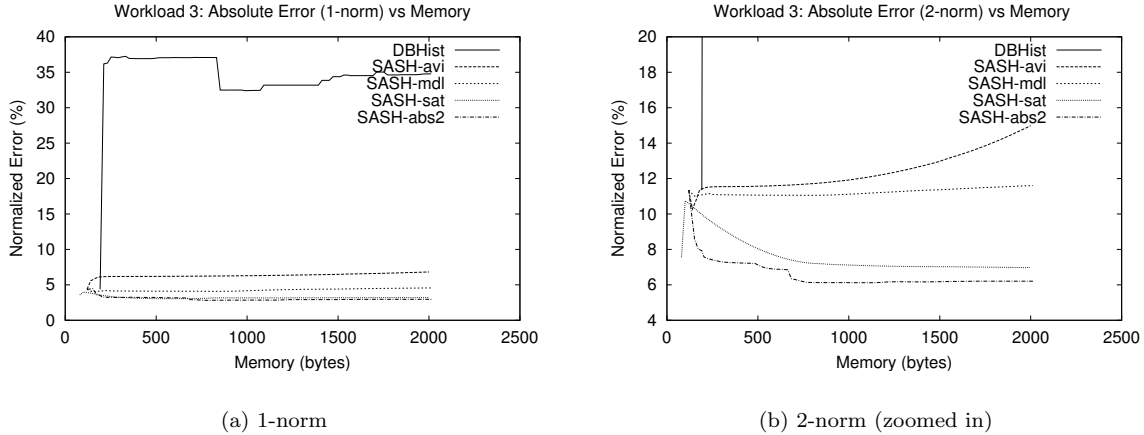 Workload 3: Absolute Error (1-norm) vs Memory
40
35
30
25
20
15
10
5
0
Normalized Error (%)
0 500 1000 1500 2000 2500
Memory (bytes)
DBHist
SASH-avi
SASH-mdl
SASH-sat
SASH-abs2
(a) 1-norm
Workload 3: Absolute Error (2-norm) vs Memory
20
18
16
14
12
10
8
6
4
Normalized Error (%)
0 500 1000 1500 2000 2500
Memory (bytes)
DBHist
SASH-avi
SASH-mdl
SASH-sat
SASH-abs2
(b) 2-norm (zoomed in)